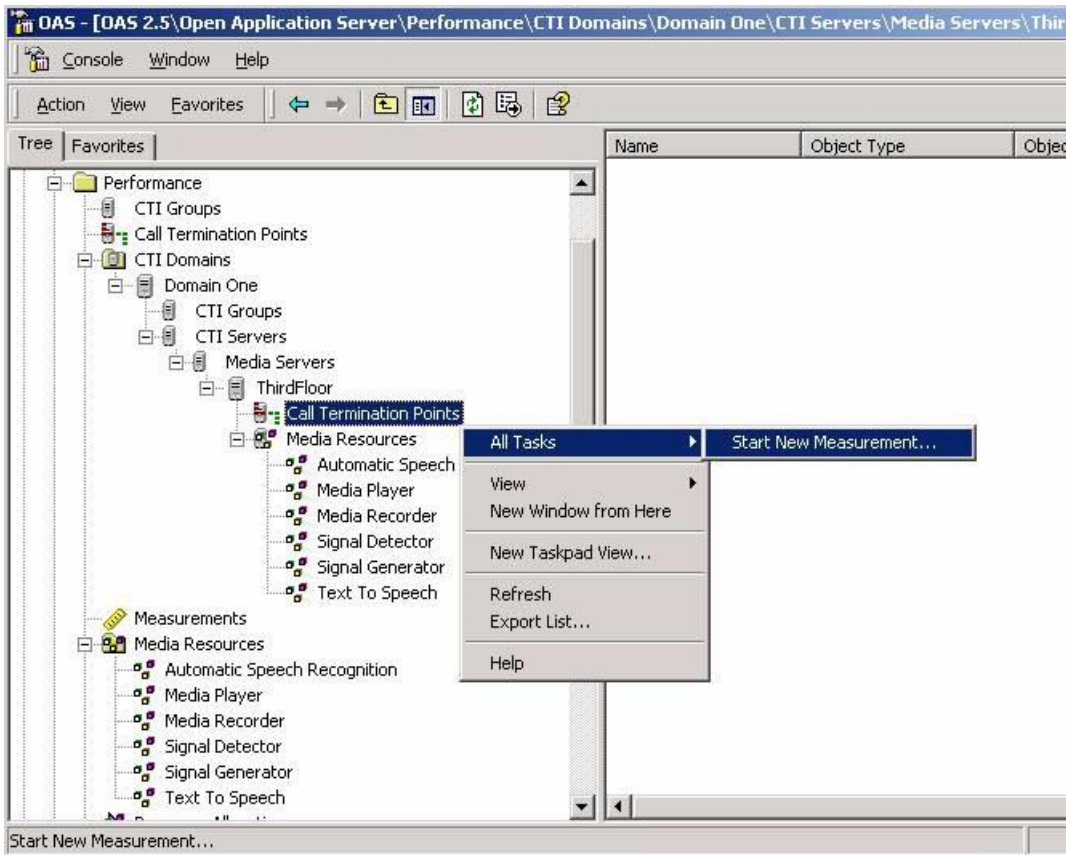 OAS - [OAS 2.5\Open Application Server\Performance\CTI Domains\Domain One\CTI Servers\Media Servers\Thir
Console Window Help
Action View Favorites
Tree Favorites
Name Object Type Objec
Performance
CTI Groups
Call Termination Points
CTI Domains
Domain One
CTI Groups
CTI Servers
Media Servers
ThirdFloor
Call Termination Points
Media Resources
Automatic Speech
Media Player
Media Recorder
Signal Detector
Signal Generator
Text To Speech
Measurements
Media Resources
Automatic Speech Recognition
Media Player
Media Recorder
Signal Detector
Signal Generator
Text To Speech
All Tasks
Start New Measurement...
View
New Window from Here
New Taskpad View...
Refresh
Export List...
Help
Start New Measurement...